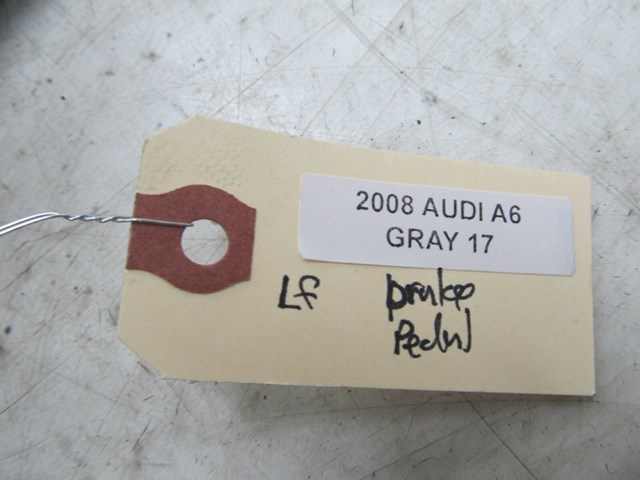 2008 AUDI A6
GRAY 17
Lf brake
Pedal